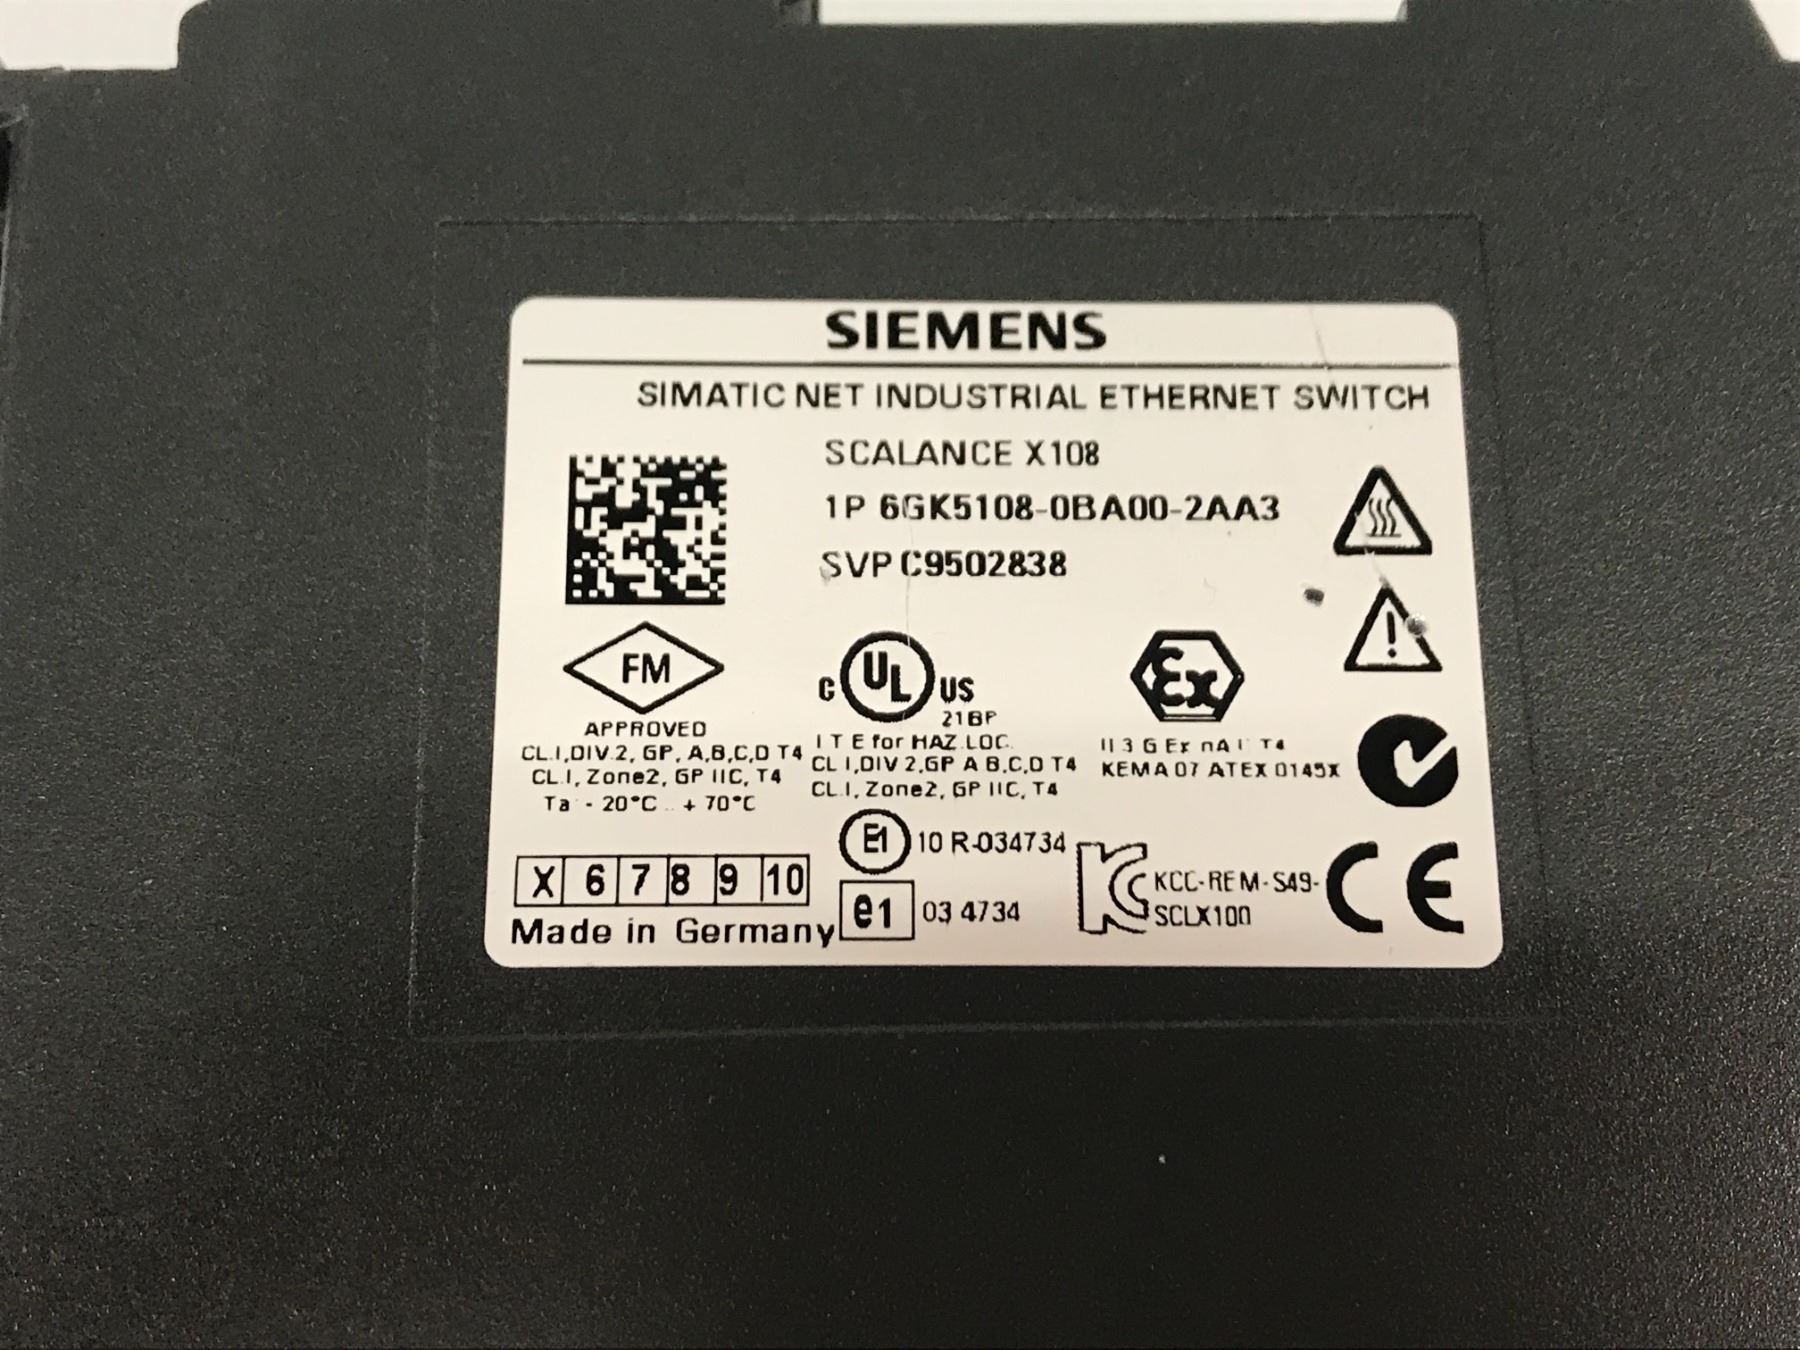 SIEMENS
SIMATIC NET INDUSTRIAL ETHERNET SWITCH
SCALANCE X108
1P 6GK5108-0BA00-2AA3
SVP C9502838
FM
APPROVED
CL.I,DIV.2, GP, A,B,C,D T4
CL.I, Zone2, GP IIC, T4
Ta - 20°C .. + 70°C
C UL US
21BP
I T E for HAZ.LOC.
CL I,DIV 2,GP A B,C,D T4
CL.I, Zone2, GP IIC, T4
Ex
II 3 G Ex nA T4
KEMA 07 ATEX 0145X
X 6 7 8 9 10
Made in Germany
E1 10 R-034734
e1 03 4734
KCC-REM-S49-
SCLX100
CE